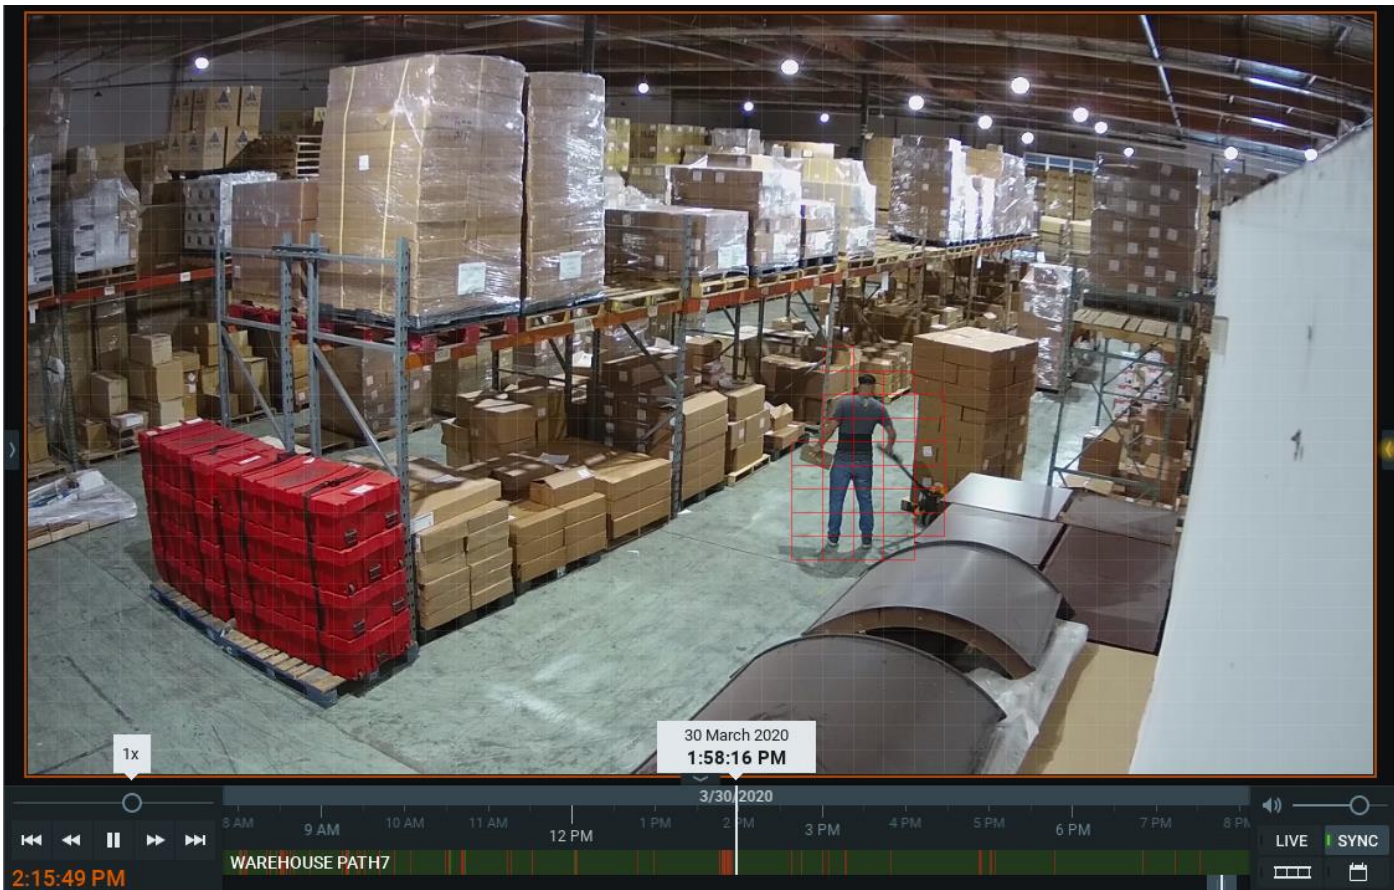 1x
30 March 2020
1:58:16 PM
3/30/2020
8 AM
9 AM
10 AM
11 AM
12 PM
1 PM
2 PM
3 PM
4 PM
5 PM
6 PM
7 PM
8 PM
WAREHOUSE PATH7
LIVE
SYNC
2:15:49 PM